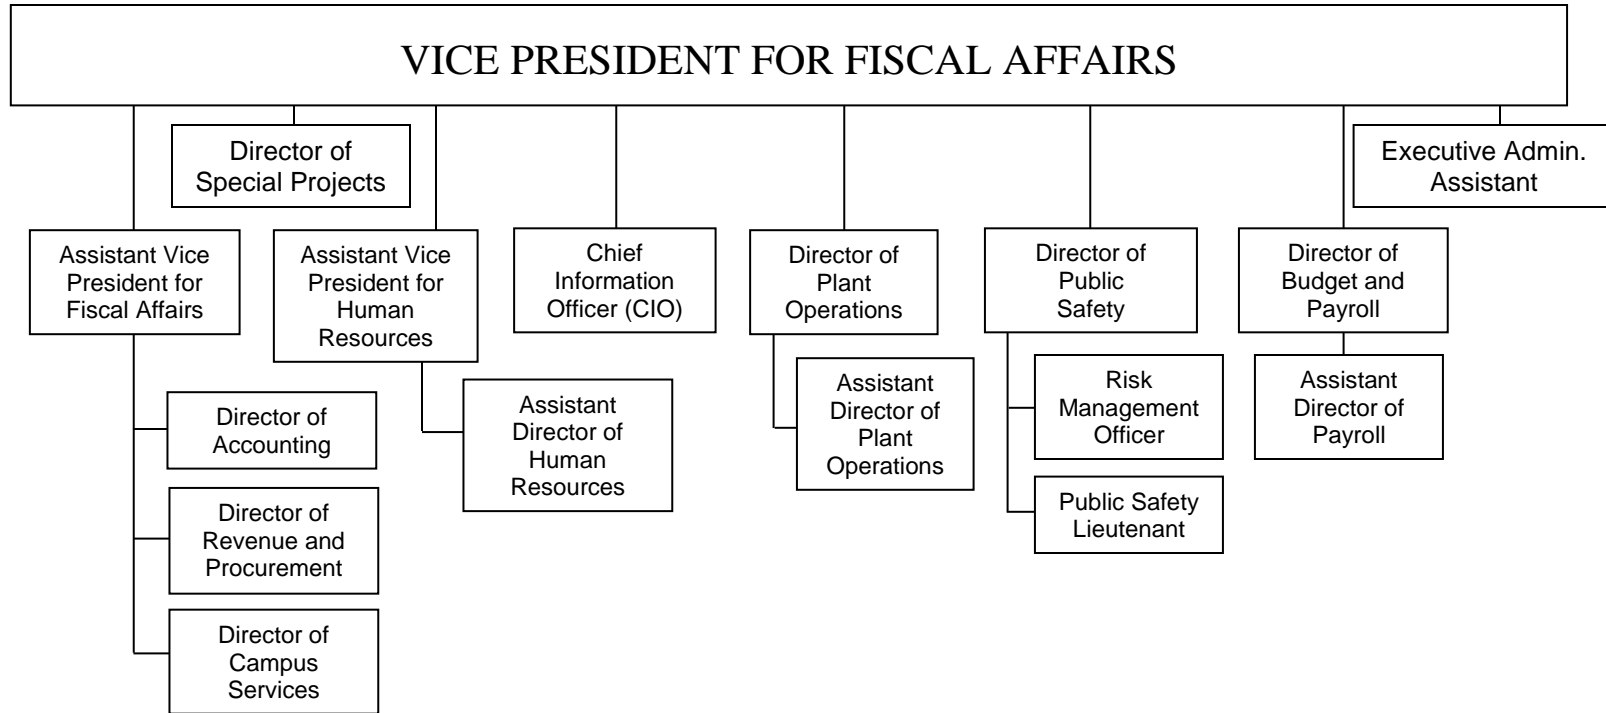 VICE PRESIDENT FOR FISCAL AFFAIRS
Director of
Special Projects
Executive Admin.
Assistant
Assistant Vice
President for
Fiscal Affairs
Assistant Vice
President for
Human
Resources
Chief
Information
Officer (CIO)
Director of
Plant
Operations
Director of
Public
Safety
Director of
Budget and
Payroll
Director of
Accounting
Director of
Revenue and
Procurement
Director of
Campus
Services
Assistant
Director of
Human
Resources
Assistant
Director of
Plant
Operations
Risk
Management
Officer
Public Safety
Lieutenant
Assistant
Director of
Payroll